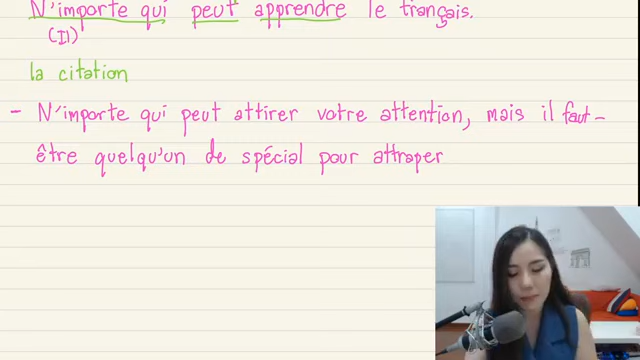 N'importe qui peut apprendre le français.
(Il)
la citation
- N'importe qui peut attirer votre attention, mais il faut-
être quelqu'un de spécial pour attraper